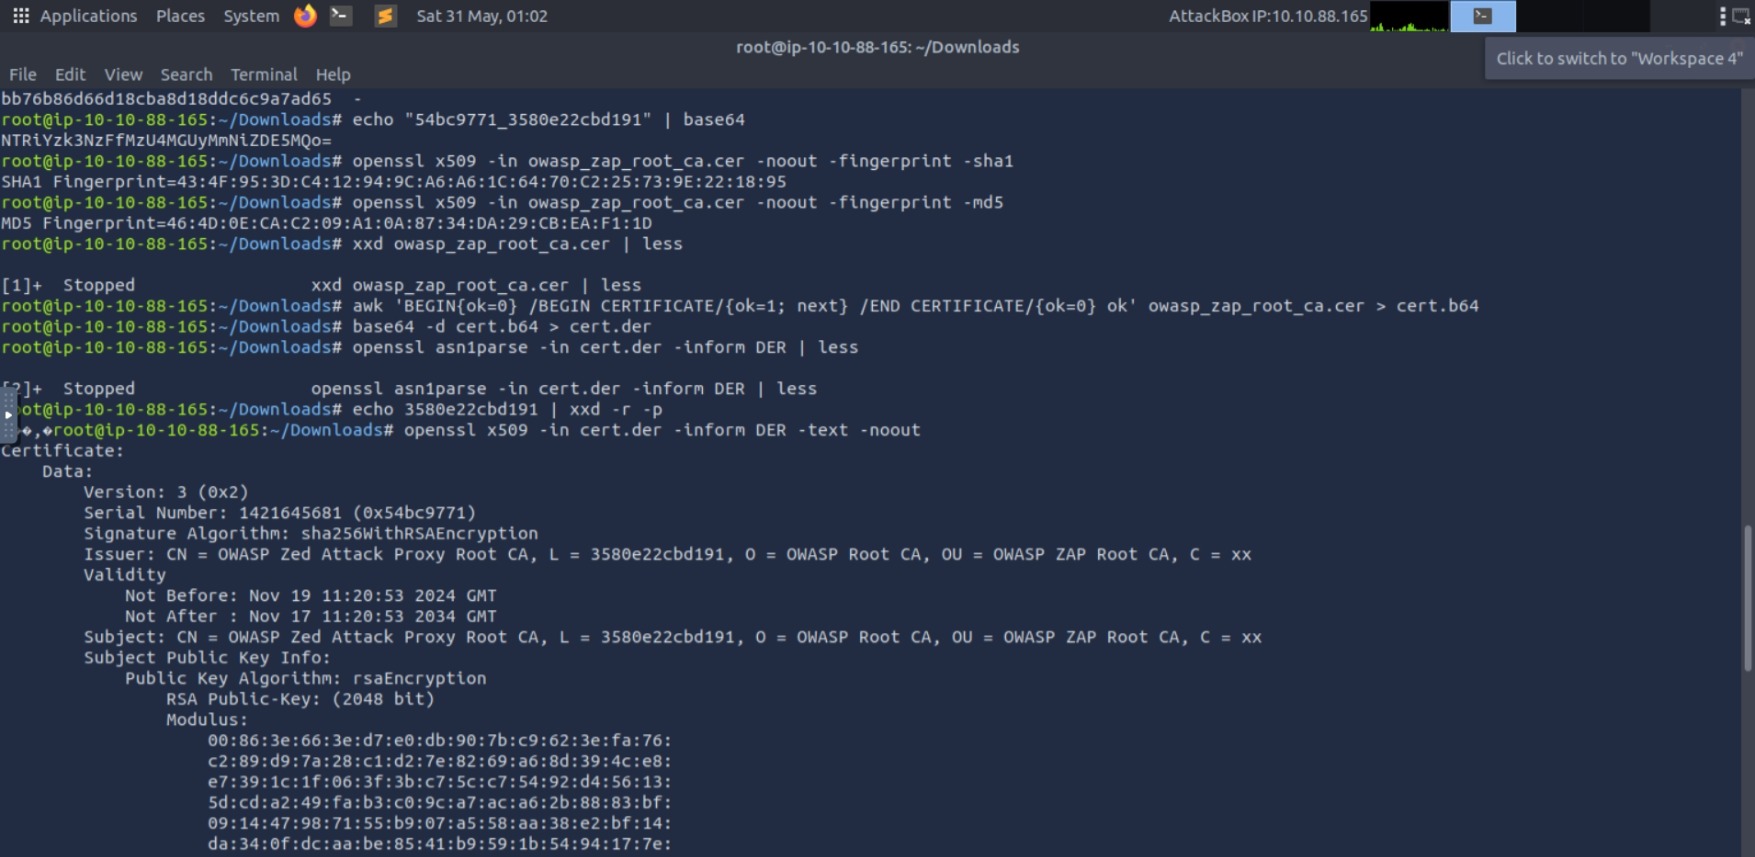 Applications Places System Sat 31 May, 01:02 AttackBox IP:10.10.88.165
root@ip-10-10-88-165: ~/Downloads
Click to switch to "Workspace 4"
File Edit View Search Terminal Help
bb76b86d66d18cba8d18ddc6c9a7ad65  -
root@ip-10-10-88-165:~/Downloads# echo "54bc9771_3580e22cbd191" | base64
NTRiYzk3NzFfMzU4MGUyMmNiZDE5MQo=
root@ip-10-10-88-165:~/Downloads# openssl x509 -in owasp_zap_root_ca.cer -noout -fingerprint -sha1
SHA1 Fingerprint=43:4F:95:3D:C4:12:94:9C:A6:A6:1C:64:70:C2:25:73:9E:22:18:95
root@ip-10-10-88-165:~/Downloads# openssl x509 -in owasp_zap_root_ca.cer -noout -fingerprint -md5
MD5 Fingerprint=46:4D:0E:CA:C2:09:A1:0A:87:34:DA:29:CB:EA:F1:1D
root@ip-10-10-88-165:~/Downloads# xxd owasp_zap_root_ca.cer | less
[1]+  Stopped                 xxd owasp_zap_root_ca.cer | less
root@ip-10-10-88-165:~/Downloads# awk 'BEGIN{ok=0} /BEGIN CERTIFICATE/{ok=1; next} /END CERTIFICATE/{ok=0} ok' owasp_zap_root_ca.cer > cert.b64
root@ip-10-10-88-165:~/Downloads# base64 -d cert.b64 > cert.der
root@ip-10-10-88-165:~/Downloads# openssl asn1parse -in cert.der -inform DER | less
[2]+  Stopped                 openssl asn1parse -in cert.der -inform DER | less
ot@ip-10-10-88-165:~/Downloads# echo 3580e22cbd191 | xxd -r -p
�,�root@ip-10-10-88-165:~/Downloads# openssl x509 -in cert.der -inform DER -text -noout
Certificate:
    Data:
        Version: 3 (0x2)
        Serial Number: 1421645681 (0x54bc9771)
        Signature Algorithm: sha256WithRSAEncryption
        Issuer: CN = OWASP Zed Attack Proxy Root CA, L = 3580e22cbd191, O = OWASP Root CA, OU = OWASP ZAP Root CA, C = xx
        Validity
            Not Before: Nov 19 11:20:53 2024 GMT
            Not After : Nov 17 11:20:53 2034 GMT
        Subject: CN = OWASP Zed Attack Proxy Root CA, L = 3580e22cbd191, O = OWASP Root CA, OU = OWASP ZAP Root CA, C = xx
        Subject Public Key Info:
            Public Key Algorithm: rsaEncryption
                RSA Public-Key: (2048 bit)
                Modulus:
                    00:86:3e:66:3e:d7:e0:db:90:7b:c9:62:3e:fa:76:
                    c2:89:d9:7a:28:c1:d2:7e:82:69:a6:8d:39:4c:e8:
                    e7:39:1c:1f:06:3f:3b:c7:5c:c7:54:92:d4:56:13:
                    5d:cd:a2:49:fa:b3:c0:9c:a7:ac:a6:2b:88:83:bf:
                    09:14:47:98:71:55:b9:07:a5:58:aa:38:e2:bf:14:
                    da:34:0f:dc:aa:be:85:41:b9:59:1b:54:94:17:7e: